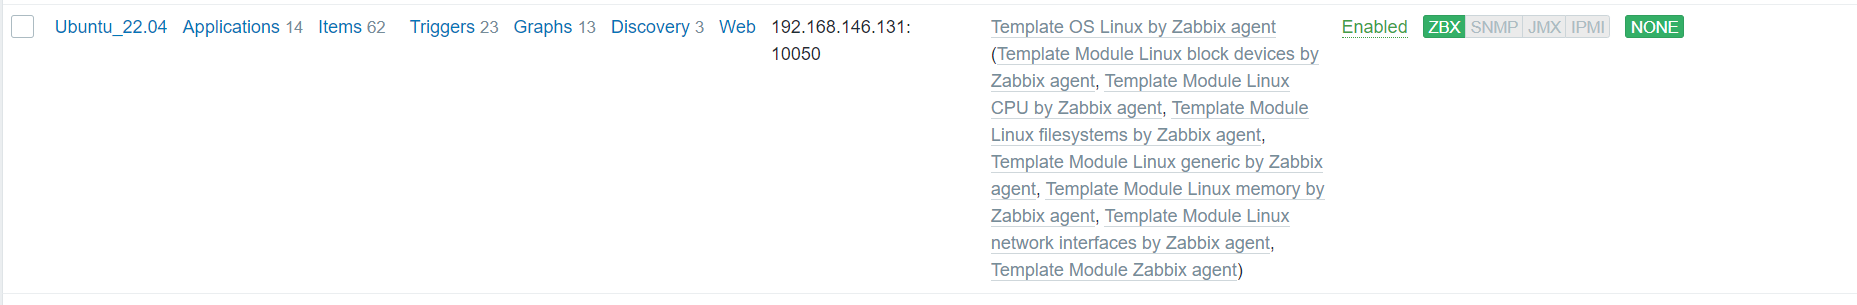 Ubuntu_22.04 Applications 14 Items 62 Triggers 23 Graphs 13 Discovery 3 Web 192.168.146.131: Template OS Linux by Zabbix agent Enabled ZBX SNMP JMX IPMI NONE
10050 (Template Module Linux block devices by
Zabbix agent, Template Module Linux
CPU by Zabbix agent, Template Module
Linux filesystems by Zabbix agent,
Template Module Linux generic by Zabbix
agent, Template Module Linux memory by
Zabbix agent, Template Module Linux
network interfaces by Zabbix agent,
Template Module Zabbix agent)